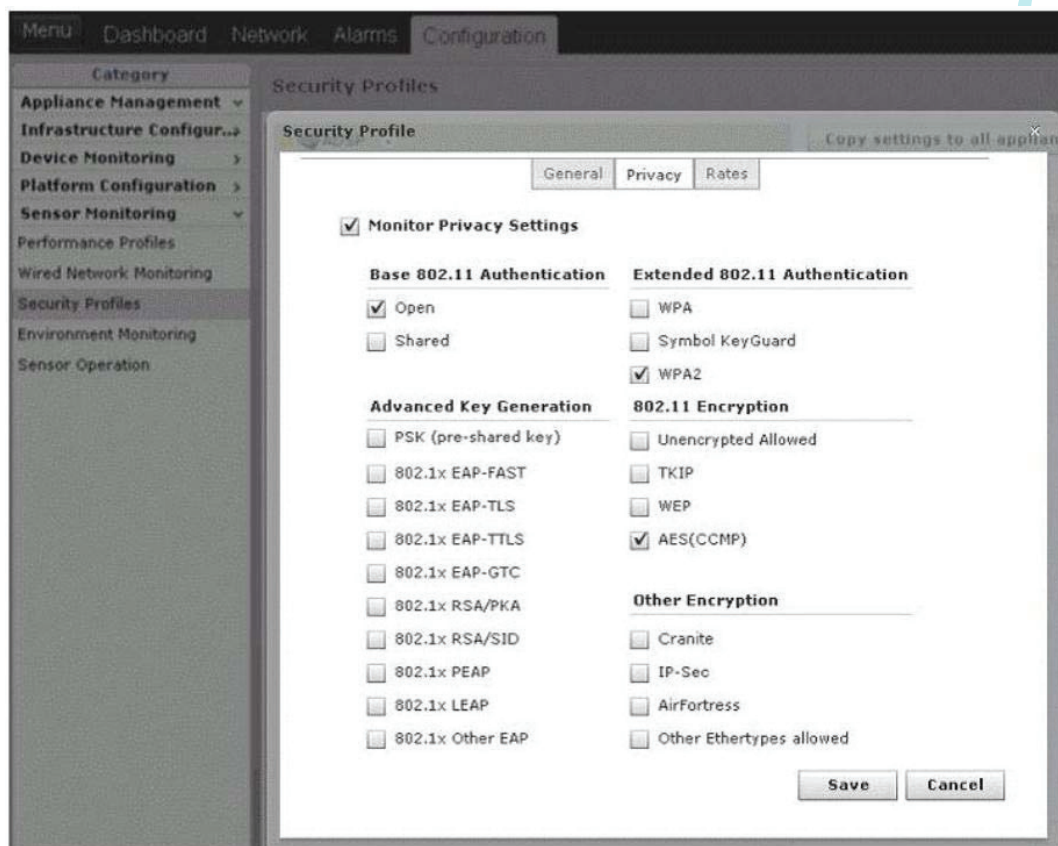 Menu Dashboard Network Alarms Configuration
Category
Appliance Management
Infrastructure Configur...
Device Monitoring
Platform Configuration
Sensor Monitoring
Performance Profiles
Wired Network Monitoring
Security Profiles
Environment Monitoring
Sensor Operation
Security Profiles
Security Profile
Copy settings to all applian
General Privacy Rates
Monitor Privacy Settings
Base 802.11 Authentication
Open
Shared
Extended 802.11 Authentication
WPA
Symbol KeyGuard
WPA2
Advanced Key Generation
PSK (pre-shared key)
802.1x EAP-FAST
802.1x EAP-TLS
802.1x EAP-TTLS
802.1x EAP-GTC
802.1x RSA/PKA
802.1x RSA/SID
802.1x PEAP
802.1x LEAP
802.1x Other EAP
802.11 Encryption
Unencrypted Allowed
TKIP
WEP
AES(CCMP)
Other Encryption
Cranite
IP-Sec
AirFortress
Other Ethertypes allowed
Save Cancel